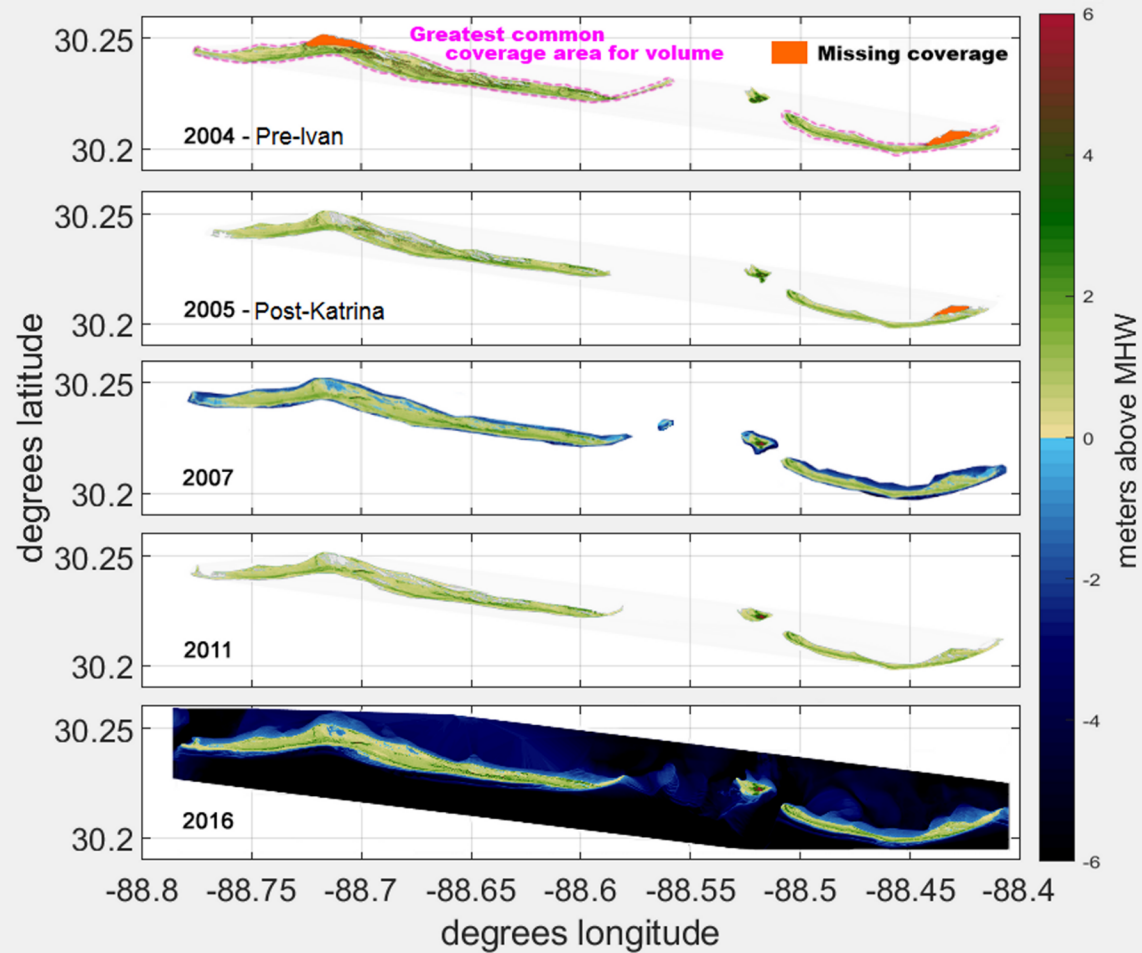 Greatest common
coverage area for volume
Missing coverage
30.25
30.2
2004 - Pre-Ivan
30.25
30.2
2005 - Post-Katrina
30.25
30.2
2007
30.25
30.2
2011
30.25
30.2
2016
-88.8 -88.75 -88.7 -88.65 -88.6 -88.55 -88.5 -88.45 -88.4
degrees longitude
degrees latitude
6
4
2
0
-2
-4
-6
meters above MHW